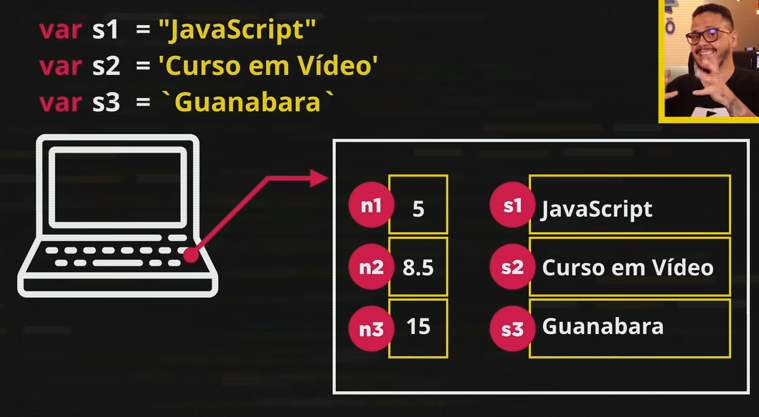 var s1 = "JavaScript"
var s2 = 'Curso em Vídeo'
var s3 = `Guanabara`
n1 5 s1 JavaScript
n2 8.5 s2 Curso em Vídeo
n3 15 s3 Guanabara